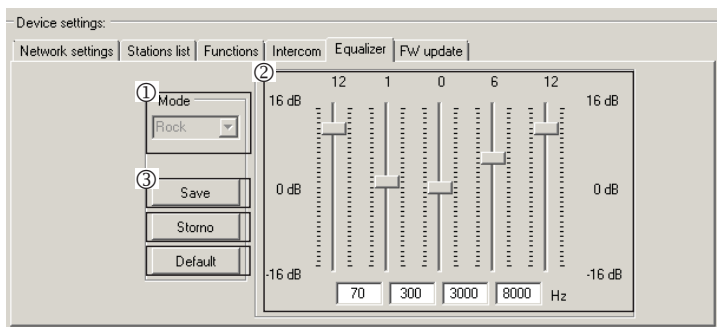 Device settings:
Network settings Stations list Functions Intercom Equalizer FW update
① Mode
Rock
③ Save
Storno
Default
②
12 1 0 6 12
16 dB 16 dB
0 dB 0 dB
-16 dB -16 dB
70 300 3000 8000 Hz